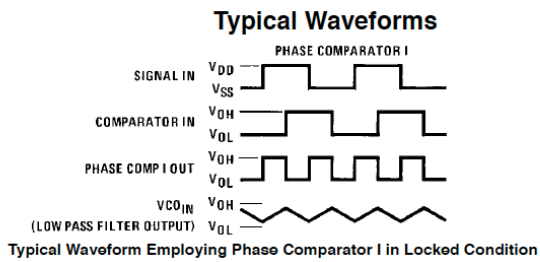 Typical Waveforms
PHASE COMPARATOR I
SIGNAL IN
VDD
VSS
COMPARATOR IN
VOH
VOL
PHASE COMP I OUT
VOH
VOL
VCOIN
(LOW PASS FILTER OUTPUT)
VOH
VOL
Typical Waveform Employing Phase Comparator I in Locked Condition